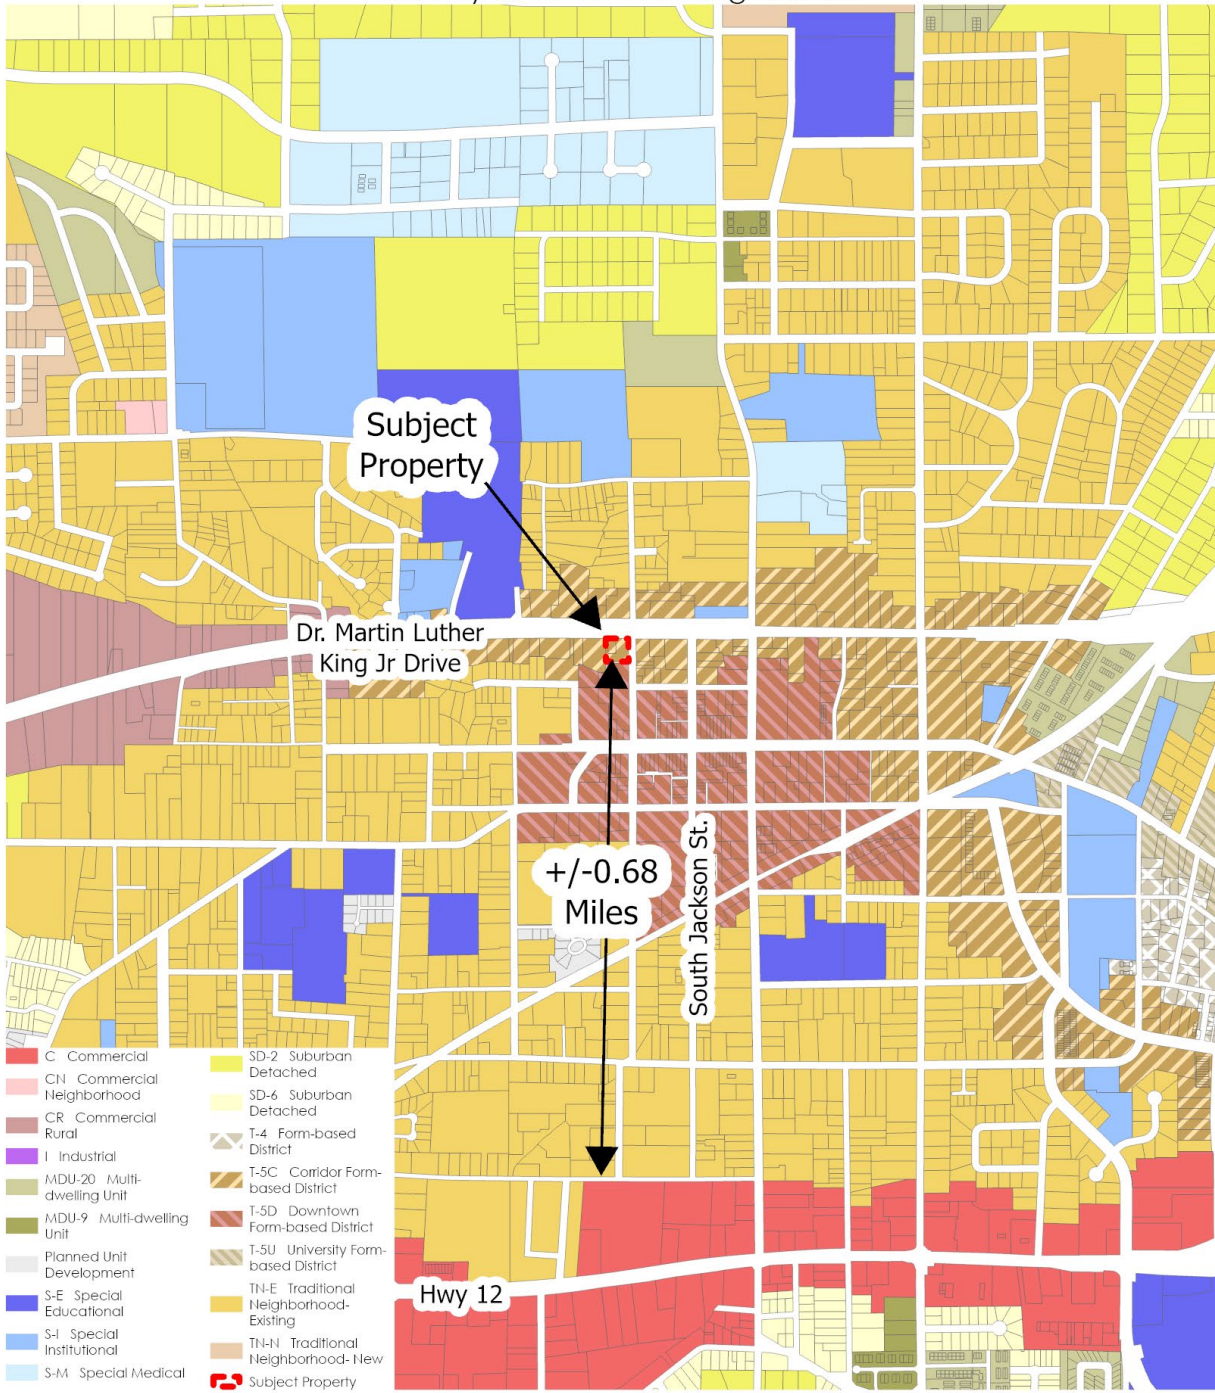 Subject
Property
Dr. Martin Luther
King Jr Drive
+/-0.68
Miles
South Jackson St.
Hwy 12
C Commercial
CN Commercial
Neighborhood
CR Commercial
Rural
I Industrial
MDU-20 Multi-
dwelling Unit
MDU-9 Multi-dwelling
Unit
Planned Unit
Development
S-E Special
Educational
S-I Special
Institutional
S-M Special Medical
SD-2 Suburban
Detached
SD-6 Suburban
Detached
T-4 Form-based
District
T-5C Corridor Form-
based District
T-5D Downtown
Form-based District
T-5U University Form-
based District
TN-E Traditional
Neighborhood-
Existing
TN-N Traditional
Neighborhood- New
Subject Property